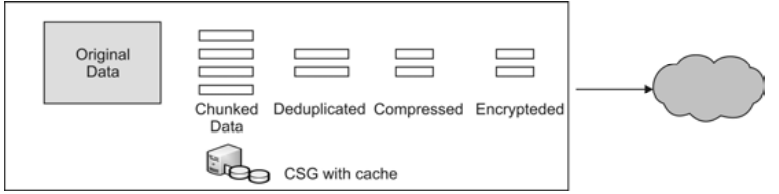 Original
Data
Chunked
Data
Deduplicated
Compressed
Encrypteded
CSG with cache